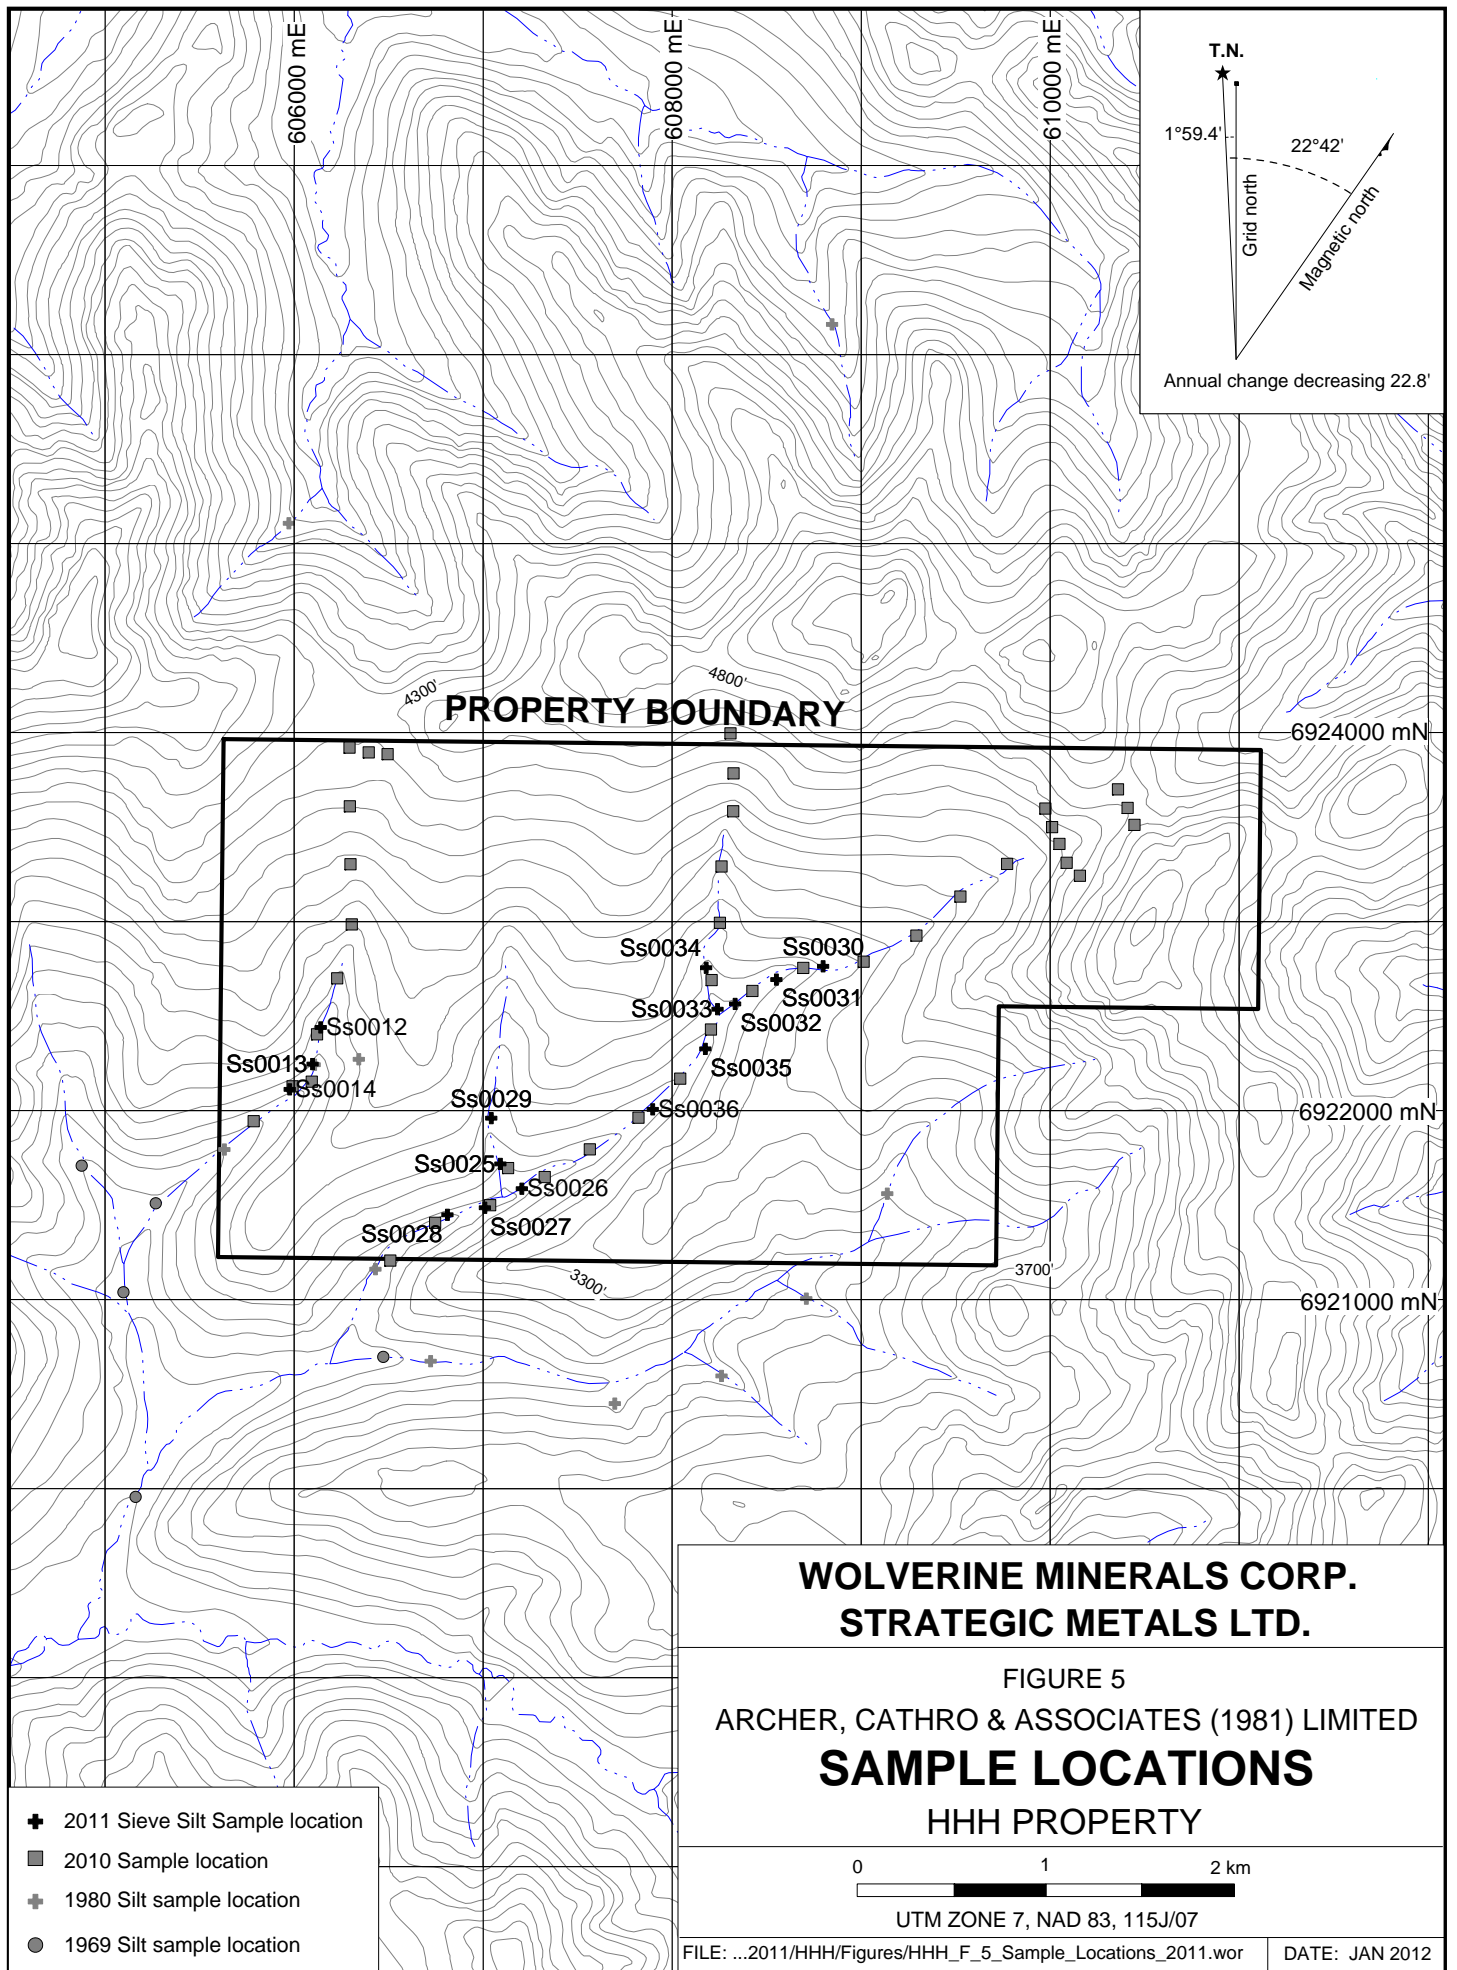 606000 mE
608000 mE
610000 mE
T.N.
1°59.4'
22°42'
Grid north
Magnetic north
Annual change decreasing 22.8'
4300'
4800'
PROPERTY BOUNDARY
6924000 mN
Ss0034
Ss0030
Ss0031
Ss0033
Ss0032
Ss0012
Ss0013
Ss0035
Ss0014
Ss0029
Ss0036
6922000 mN
Ss0025
Ss0026
Ss0028
Ss0027
3300'
3700'
6921000 mN
WOLVERINE MINERALS CORP.
STRATEGIC METALS LTD.
FIGURE 5
ARCHER, CATHRO & ASSOCIATES (1981) LIMITED
SAMPLE LOCATIONS
HHH PROPERTY
0 1 2 km
UTM ZONE 7, NAD 83, 115J/07
FILE: ...2011/HHH/Figures/HHH_F_5_Sample_Locations_2011.wor
DATE: JAN 2012
2011 Sieve Silt Sample location
2010 Sample location
1980 Silt sample location
1969 Silt sample location